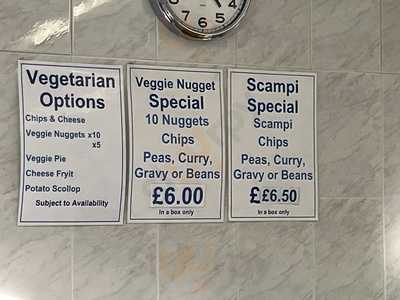 Vegetarian
Options
Chips & Cheese
Veggie Nuggets x10
x5
Veggie Pie
Cheese Fryit
Potato Scollop
Subject to Availability
Veggie Nugget
Special
10 Nuggets
Chips
Peas, Curry,
Gravy or Beans
£6.00
In a box only
Scampi
Special
Scampi
Chips
Peas, Curry,
Gravy or Beans
££6.50
In a box only